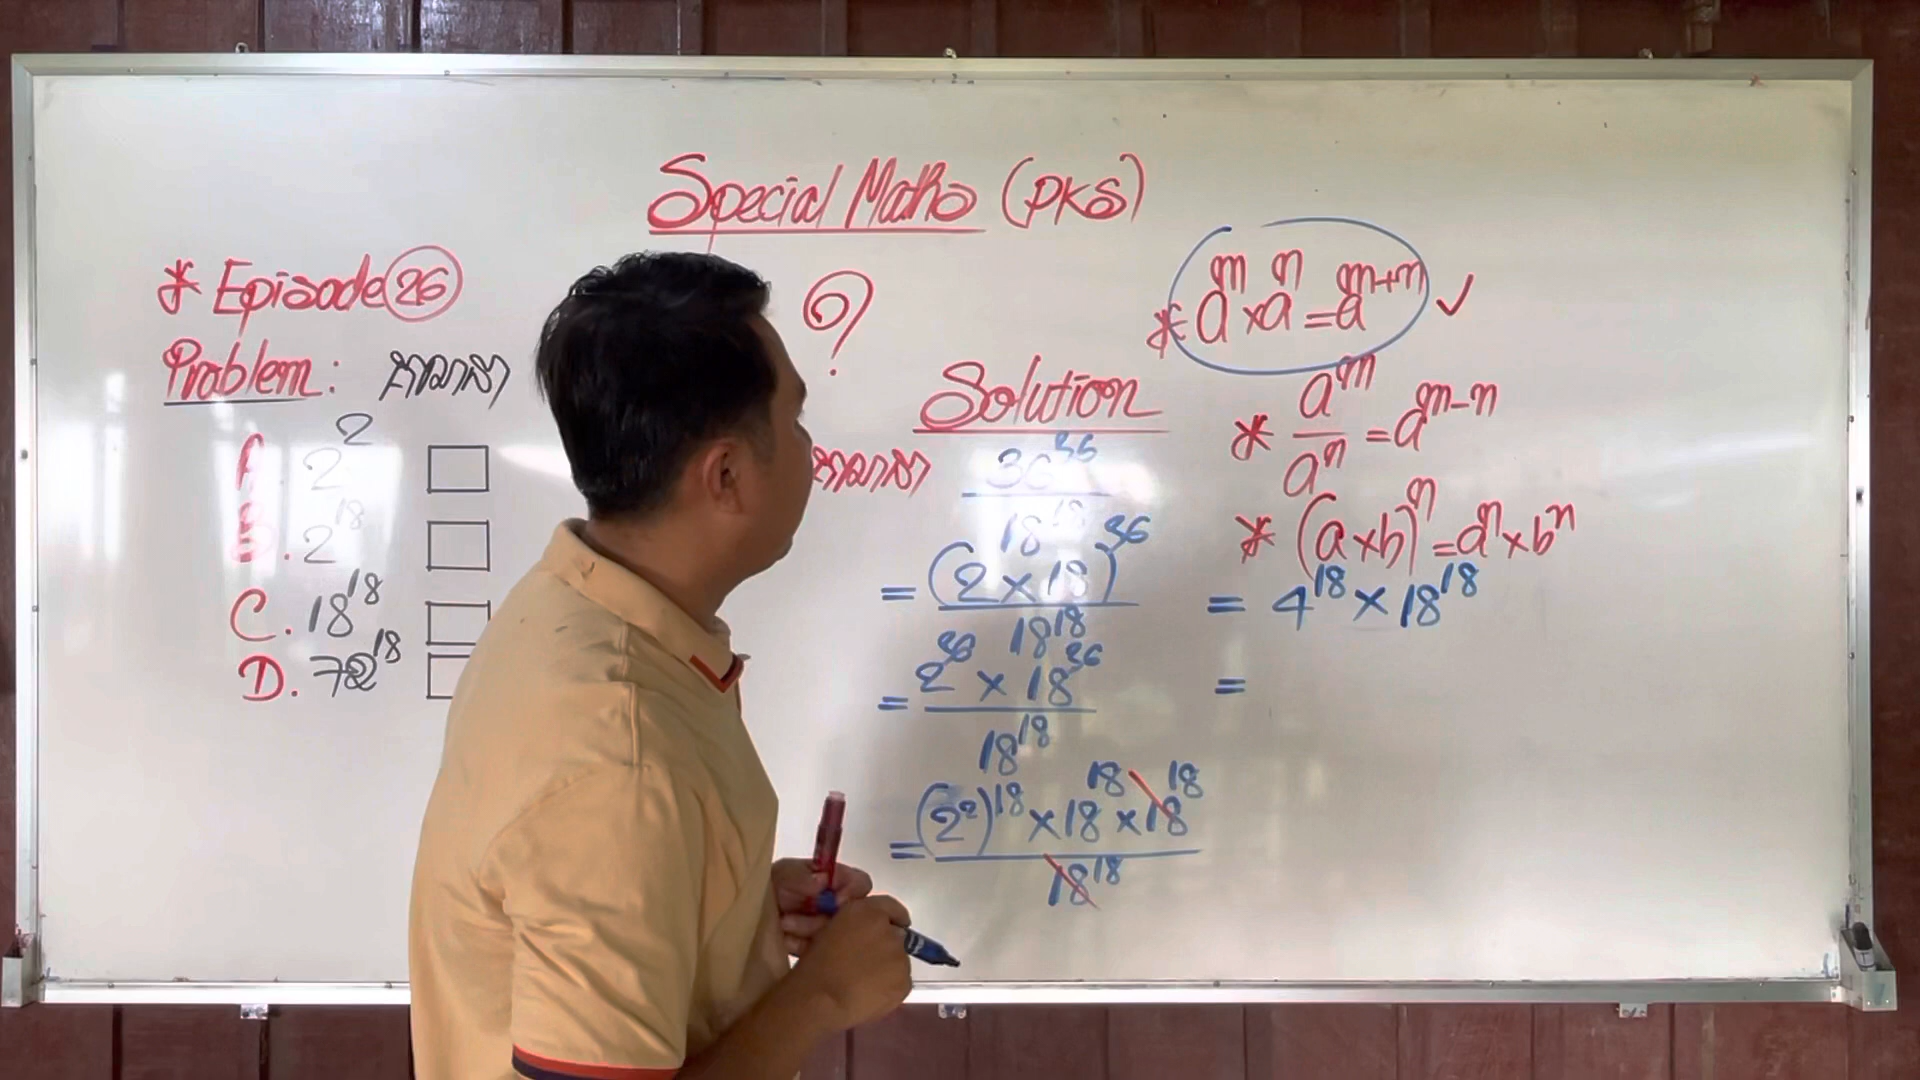 Special Maths (PKS)
* Episode 26
Problem:
?
A. 2^2
B. 2^18
C. 18^18
D. 72^18
Solution
36^36 / 18^18
= (2 × 18)^36 / 18^18
= 2^36 × 18^36 / 18^18
= (2^2)^18 × 18^18 × 18^18 / 18^18
* a^m × a^n = a^m+n ✓
* a^m / a^n = a^m-n
* (a×b)^n = a^n × b^n
= 4^18 × 18^18
=